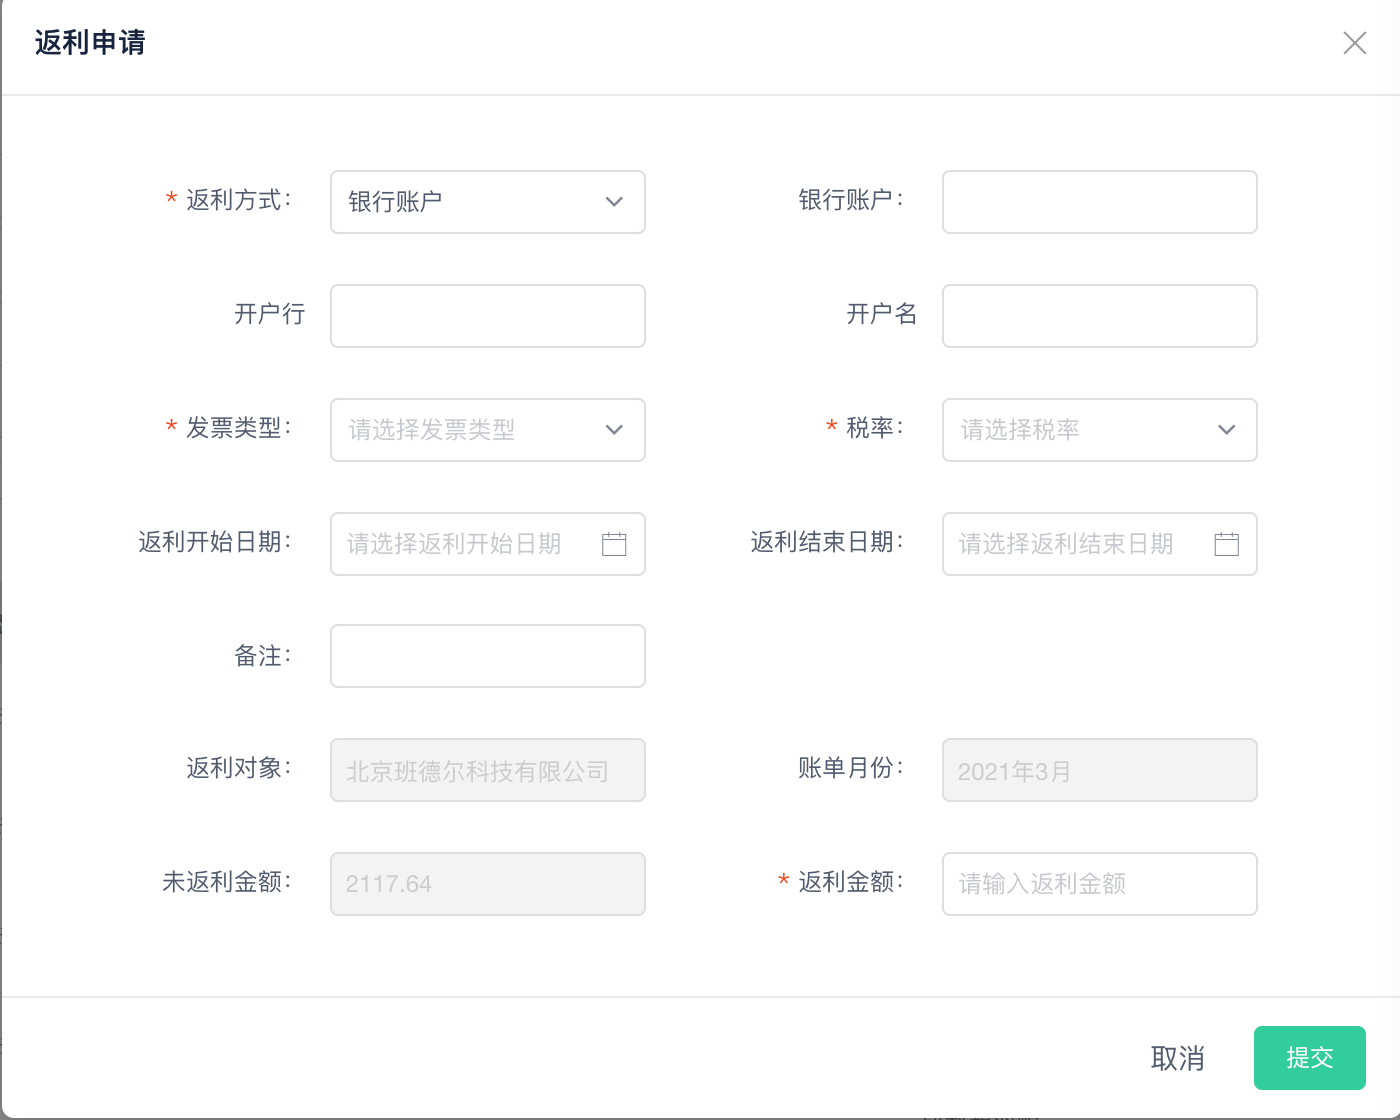 返利申请
* 返利方式： 银行账户
银行账户：
开户行
开户名
* 发票类型： 请选择发票类型
* 税率： 请选择税率
返利开始日期： 请选择返利开始日期
返利结束日期： 请选择返利结束日期
备注：
返利对象： 北京班德尔科技有限公司
账单月份： 2021年3月
未返利金额： 2117.64
* 返利金额： 请输入返利金额
取消
提交